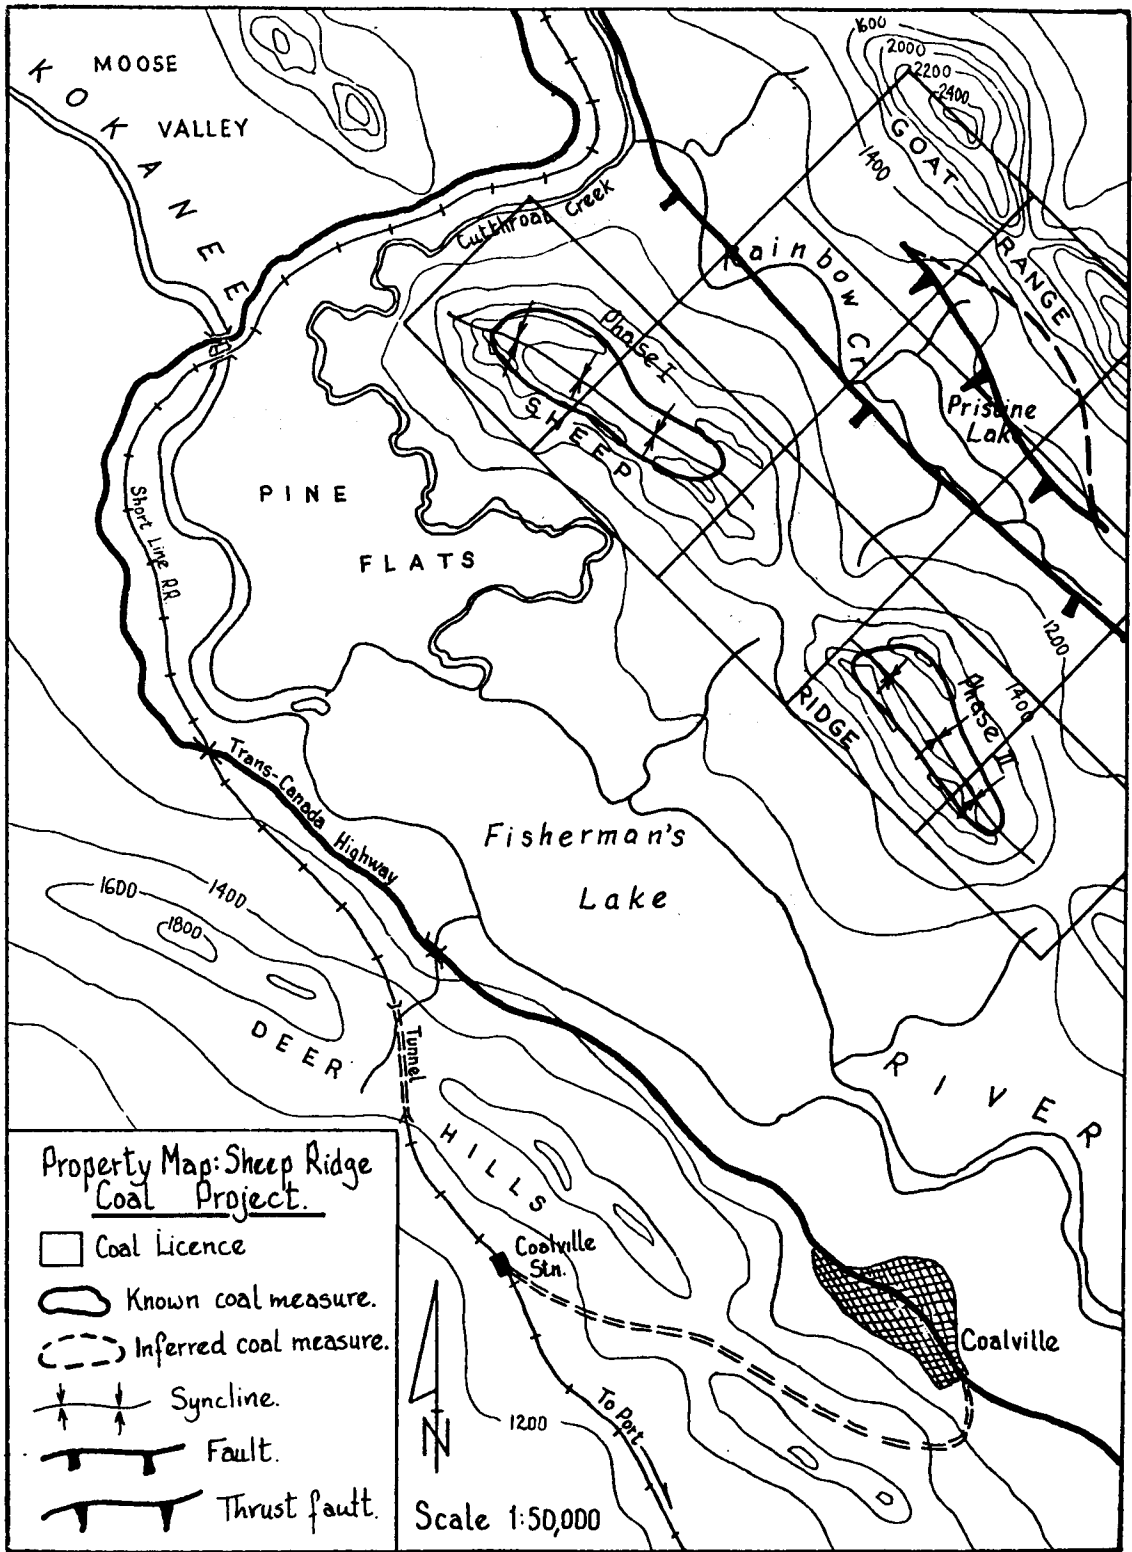 MOOSE
VALLEY
KOKANEE
1600
2000
2200
2400
GOAT
1400
RANGE
Cutthroat Creek
Rainbow Cr.
Phase I
SHEEP
Pristine
Lake
PINE
FLATS
Short Line R.R.
1200
1400
Phase II
RIDGE
Trans-Canada Highway
Fisherman's
Lake
1600
1400
1800
DEER
Tunnel
RIVER
HILLS
Coalville
Stn.
Coalville
1200
To Port
N
Scale 1:50,000
Property Map: Sheep Ridge
Coal Project.
Coal Licence
Known coal measure.
Inferred coal measure.
Syncline.
Fault.
Thrust fault.